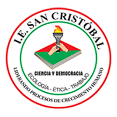 I.E. SAN CRISTÓBAL
CIENCIA Y DEMOCRACIA
ECOLOGÍA - ÉTICA - TRABAJO
LIDERANDO PROCESOS DE CRECIMIENTO HUMANO